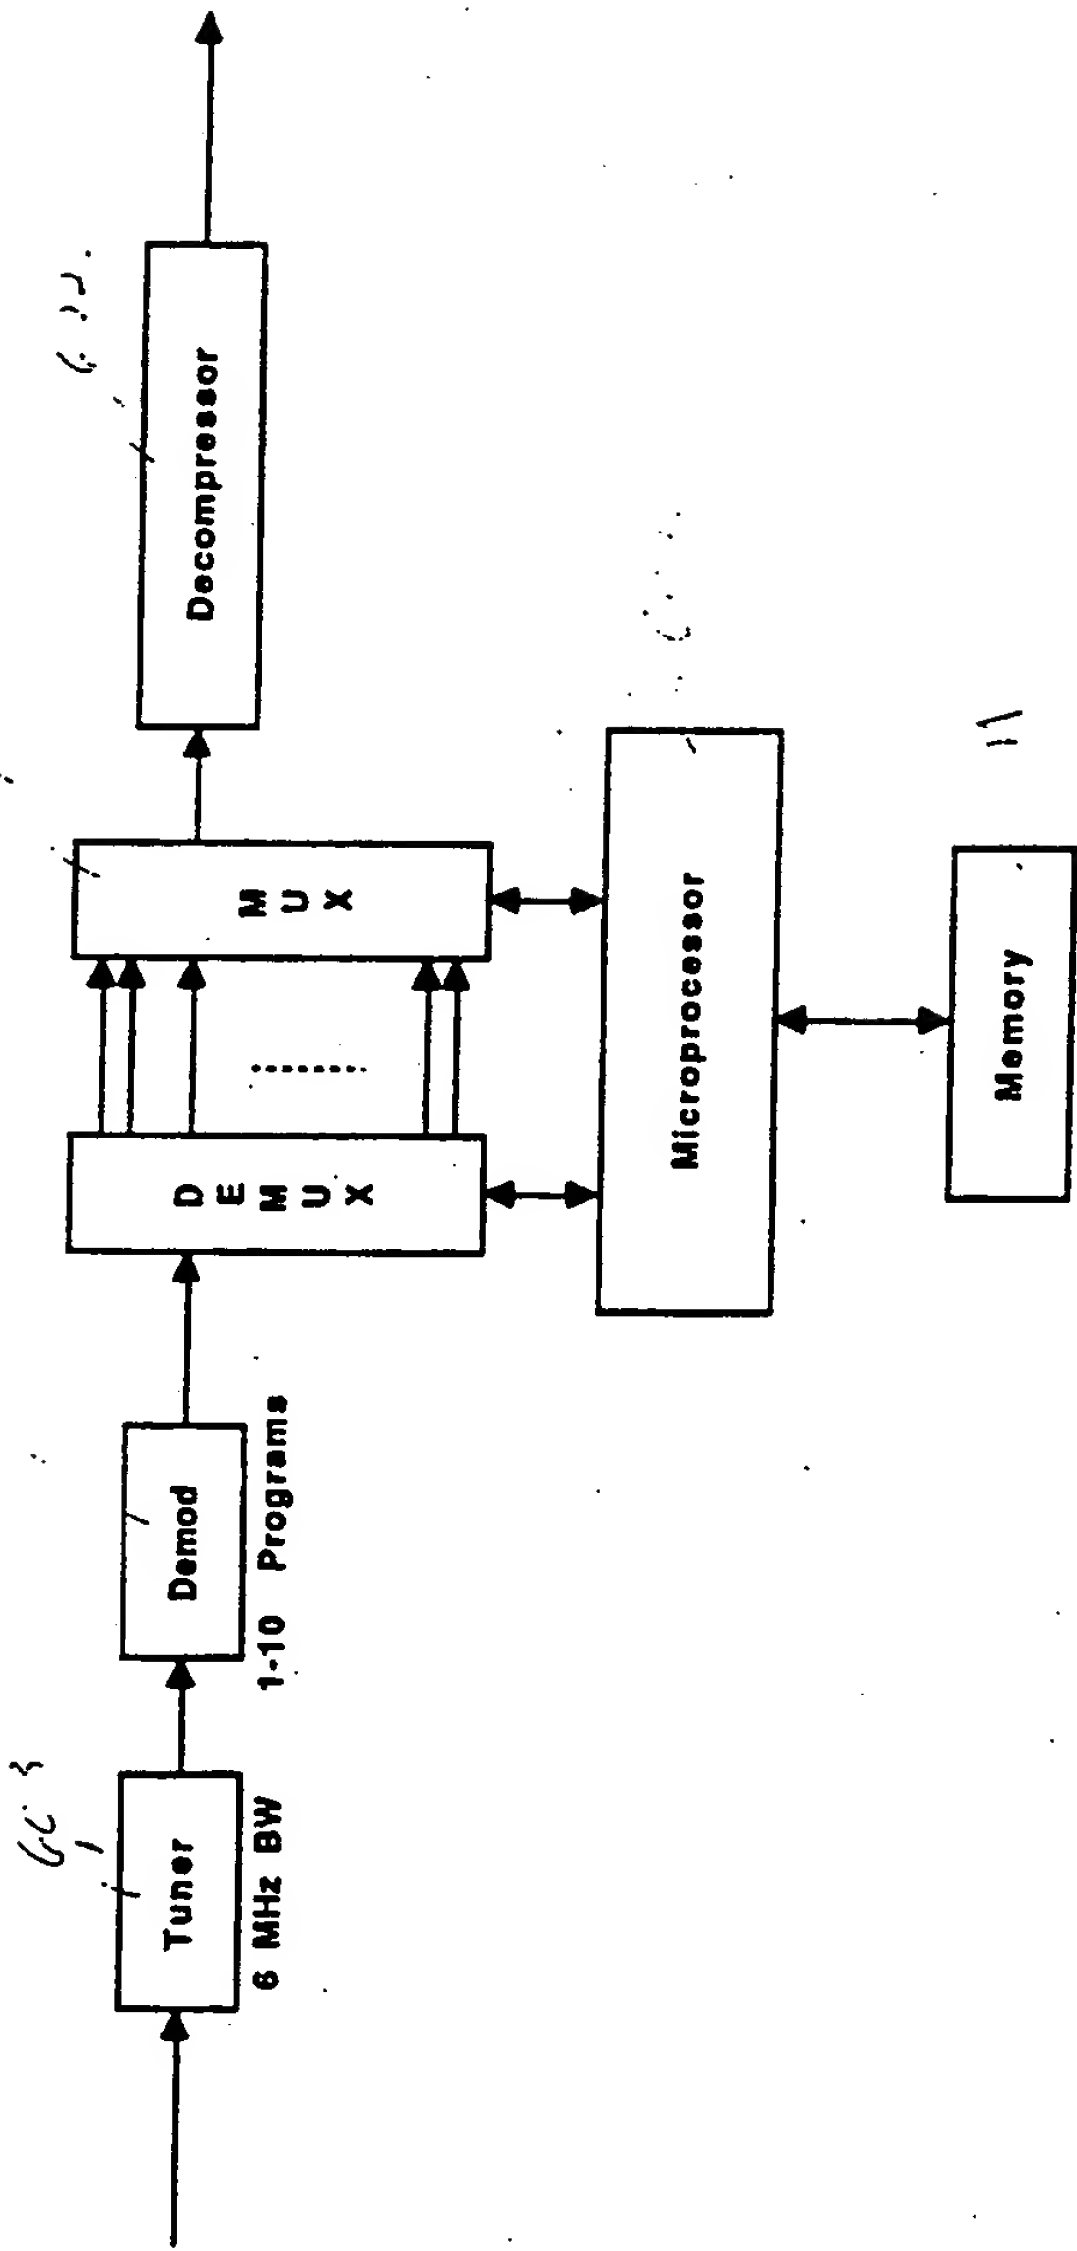 Tuner
6 MHz BW
Demod
1-10 Programs
DEMUX
MUX
Decompressor
Microprocessor
Memory